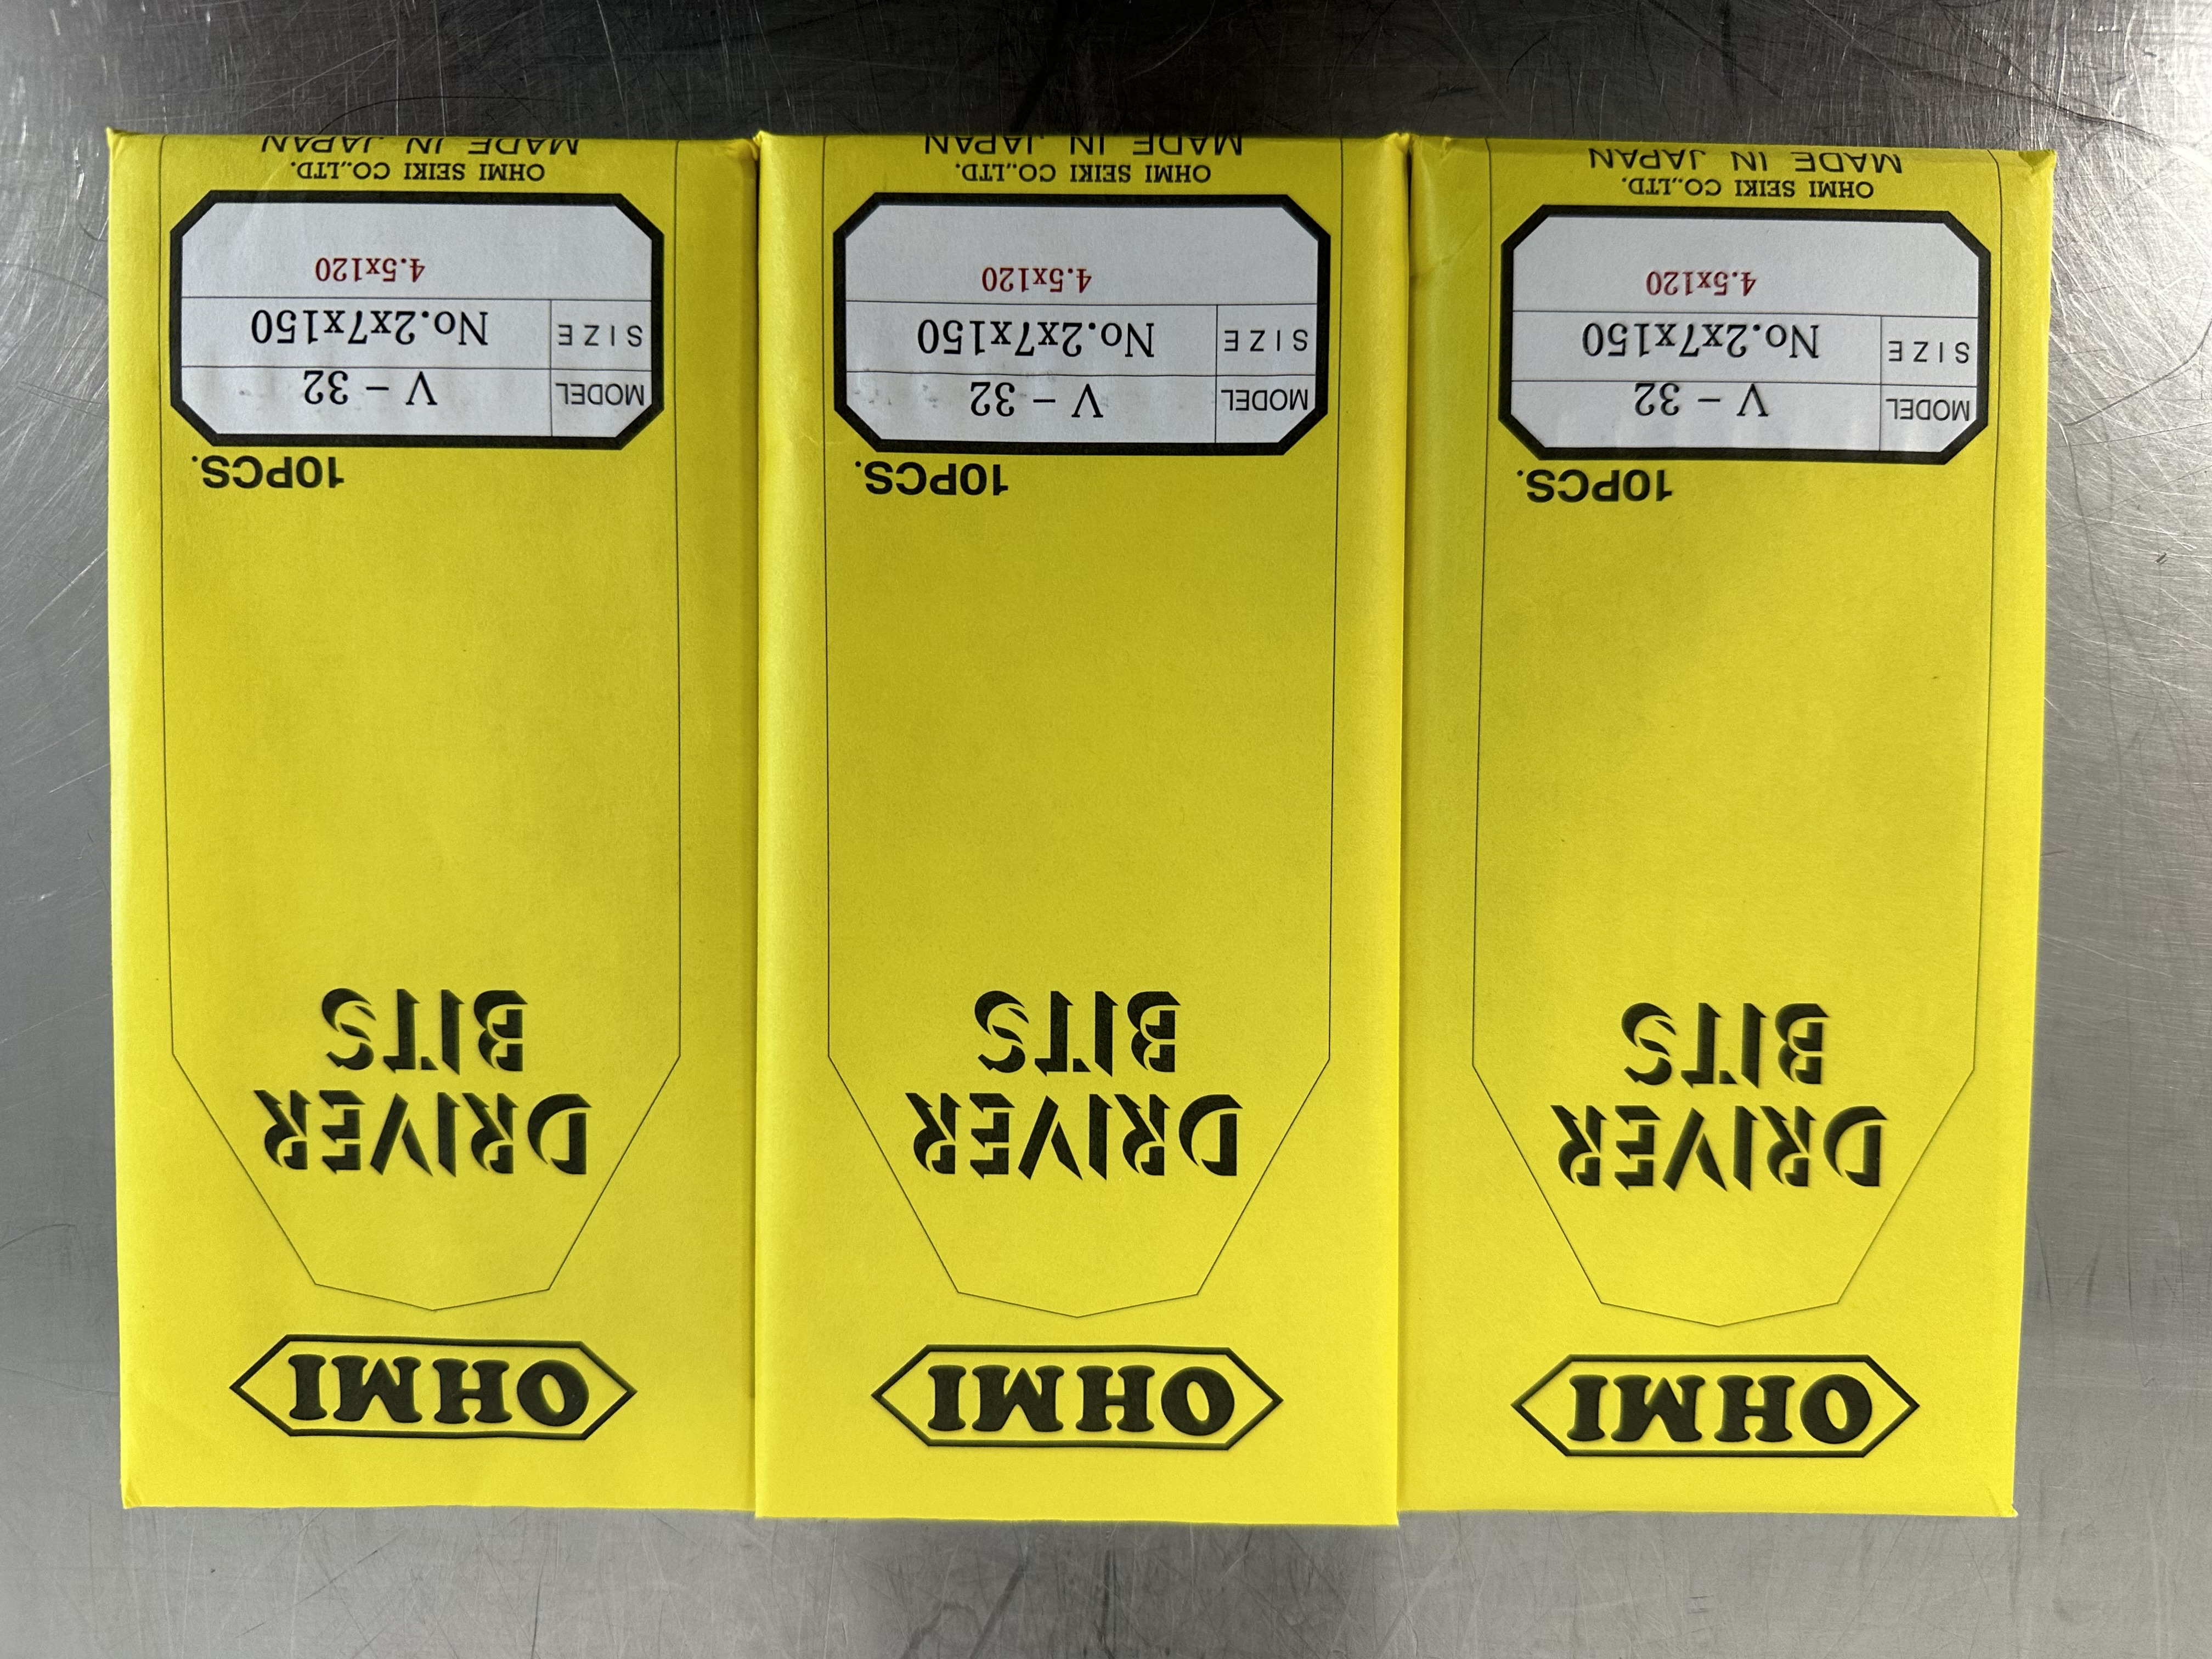 OHMI
DRIVER
BITS
10PCS.
MODEL V - 32
SIZE No.2x7x150
4.5x120
OHMI SEIKI CO.,LTD.
MADE IN JAPAN
OHMI
DRIVER
BITS
10PCS.
MODEL V - 32
SIZE No.2x7x150
4.5x120
OHMI SEIKI CO.,LTD.
MADE IN JAPAN
OHMI
DRIVER
BITS
10PCS.
MODEL V - 32
SIZE No.2x7x150
4.5x120
OHMI SEIKI CO.,LTD.
MADE IN JAPAN